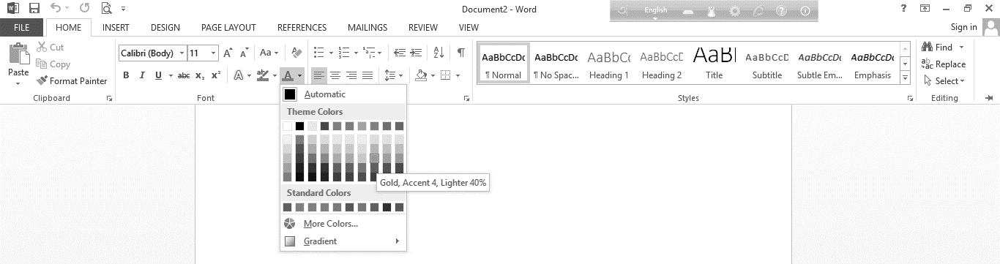 Document2 - Word
English
Sign in
FILE HOME INSERT DESIGN PAGE LAYOUT REFERENCES MAILINGS REVIEW VIEW
Paste
Cut
Copy
Format Painter
Clipboard
Calibri (Body) 11
Aa
B I U abc x₂ x²
Font
AaBbCcDc AaBbCcDc AaBbCc AaBbCcD AaB AaBbCcD AaBbCcDc AaBbCcDc
¶ Normal ¶ No Spac... Heading 1 Heading 2 Title Subtitle Subtle Em... Emphasis
Styles
Find
Replace
Select
Editing
Automatic
Theme Colors
Gold, Accent 4, Lighter 40%
Standard Colors
More Colors...
Gradient